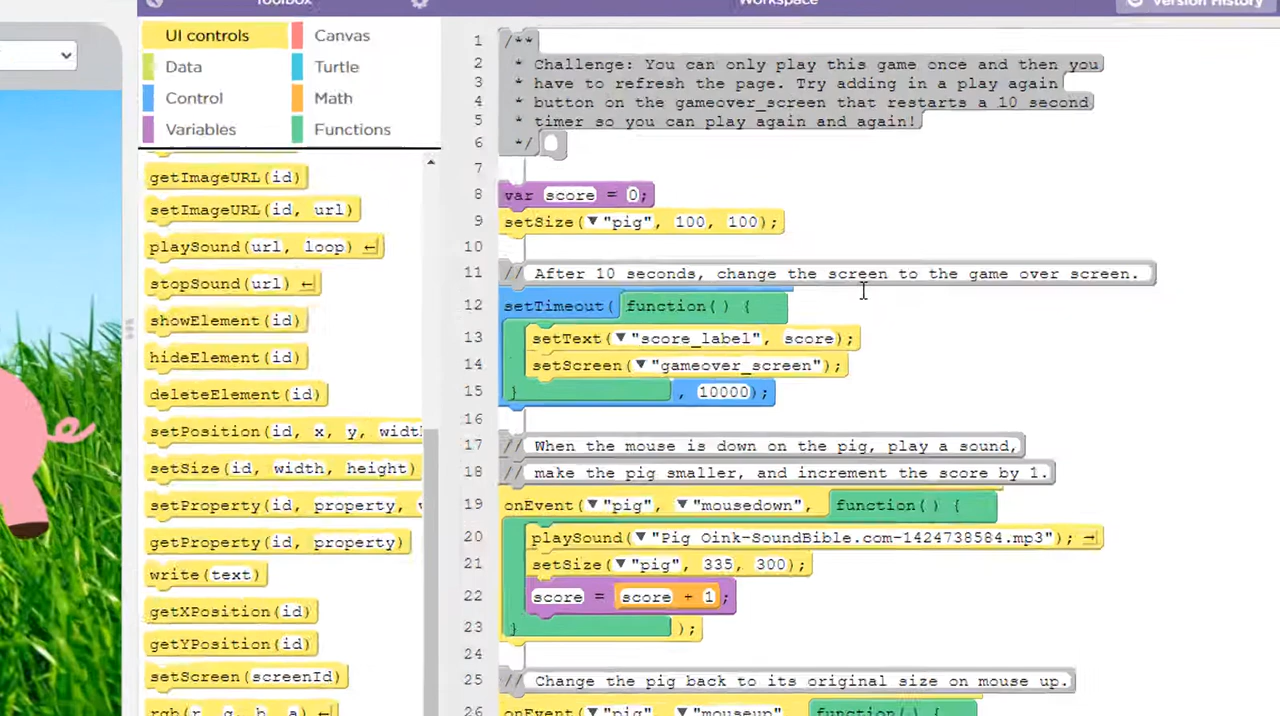 Toolbox
Workspace
Version History
UI controls
Canvas
Data
Turtle
Control
Math
Variables
Functions
getImageURL(id)
setImageURL(id, url)
playSound(url, loop)
stopSound(url)
showElement(id)
hideElement(id)
deleteElement(id)
setPosition(id, x, y, widt
setSize(id, width, height)
setProperty(id, property,
getProperty(id, property)
write(text)
getXPosition(id)
getYPosition(id)
setScreen(screenId)
rgb(r, g, b, a)
1 /**
2 * Challenge: You can only play this game once and then you
3 * have to refresh the page. Try adding in a play again
4 * button on the gameover_screen that restarts a 10 second
5 * timer so you can play again and again!
6 */
7
8 var score = 0;
9 setSize("pig", 100, 100);
10
11 // After 10 seconds, change the screen to the game over screen.
12 setTimeout( function( ) {
13 setText("score_label", score);
14 setScreen("gameover_screen");
15 } , 10000);
16
17 // When the mouse is down on the pig, play a sound,
18 // make the pig smaller, and increment the score by 1.
19 onEvent("pig", "mousedown", function( ) {
20 playSound("Pig Oink-SoundBible.com-1424738584.mp3");
21 setSize("pig", 335, 300);
22 score = score + 1;
23 } );
24
25 // Change the pig back to its original size on mouse up.
26 onEvent("pig", "mouseup", function( ) {